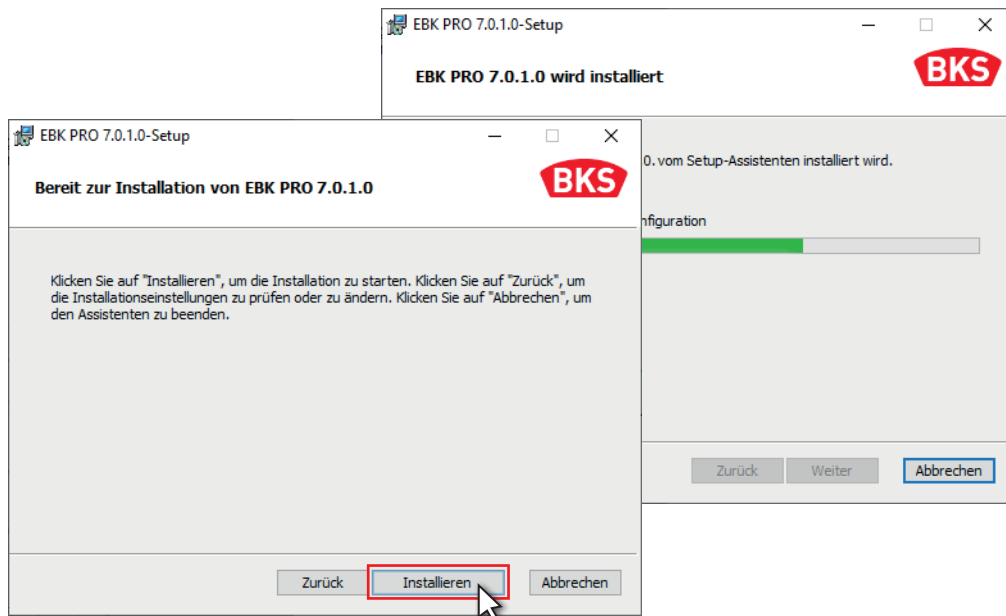 EBK PRO 7.0.1.0-Setup
EBK PRO 7.0.1.0 wird installiert
BKS
0. vom Setup-Assistenten installiert wird.
nfiguration
Zurück Weiter Abbrechen
EBK PRO 7.0.1.0-Setup
Bereit zur Installation von EBK PRO 7.0.1.0
BKS
Klicken Sie auf "Installieren", um die Installation zu starten. Klicken Sie auf "Zurück", um
die Installationseinstellungen zu prüfen oder zu ändern. Klicken Sie auf "Abbrechen", um
den Assistenten zu beenden.
Zurück Installieren Abbrechen